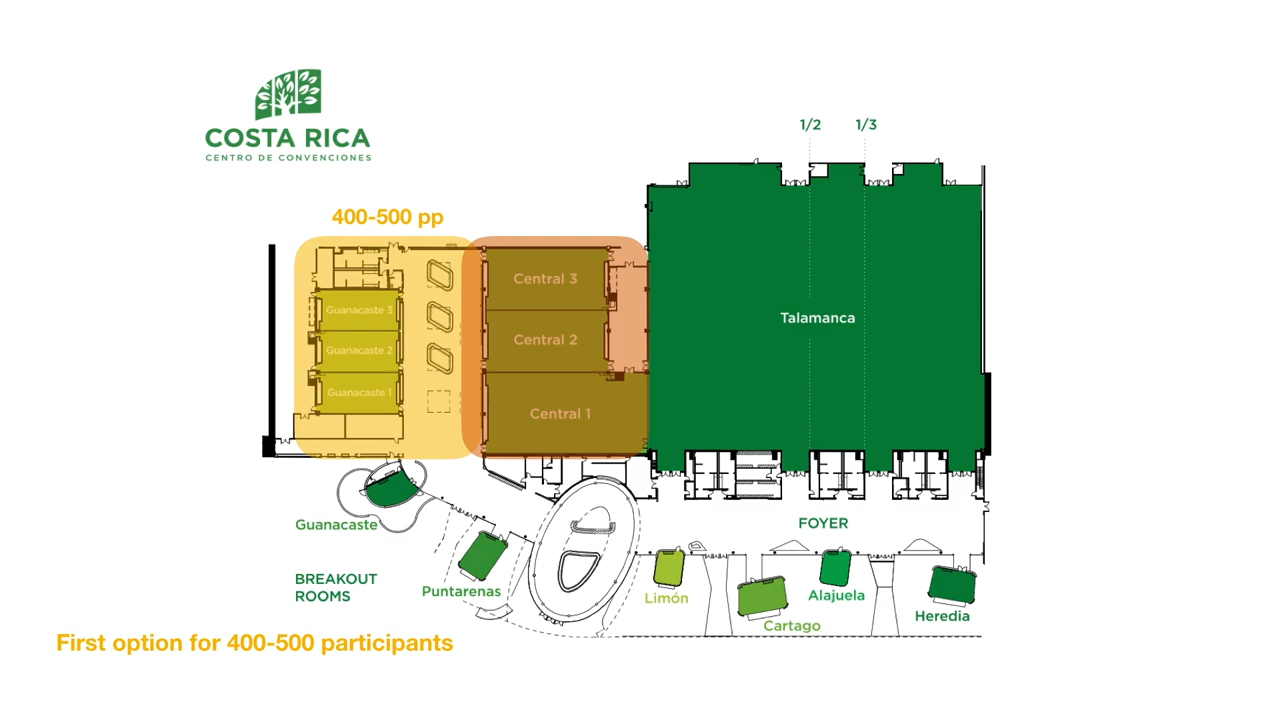 COSTA RICA
CENTRO DE CONVENCIONES
1/2
1/3
400-500 pp
Central 3
Guanacaste 3
Talamanca
Central 2
Guanacaste 2
Guanacaste 1
Central 1
Guanacaste
FOYER
BREAKOUT
ROOMS
Puntarenas
Limón
Alajuela
Cartago
Heredia
First option for 400-500 participants